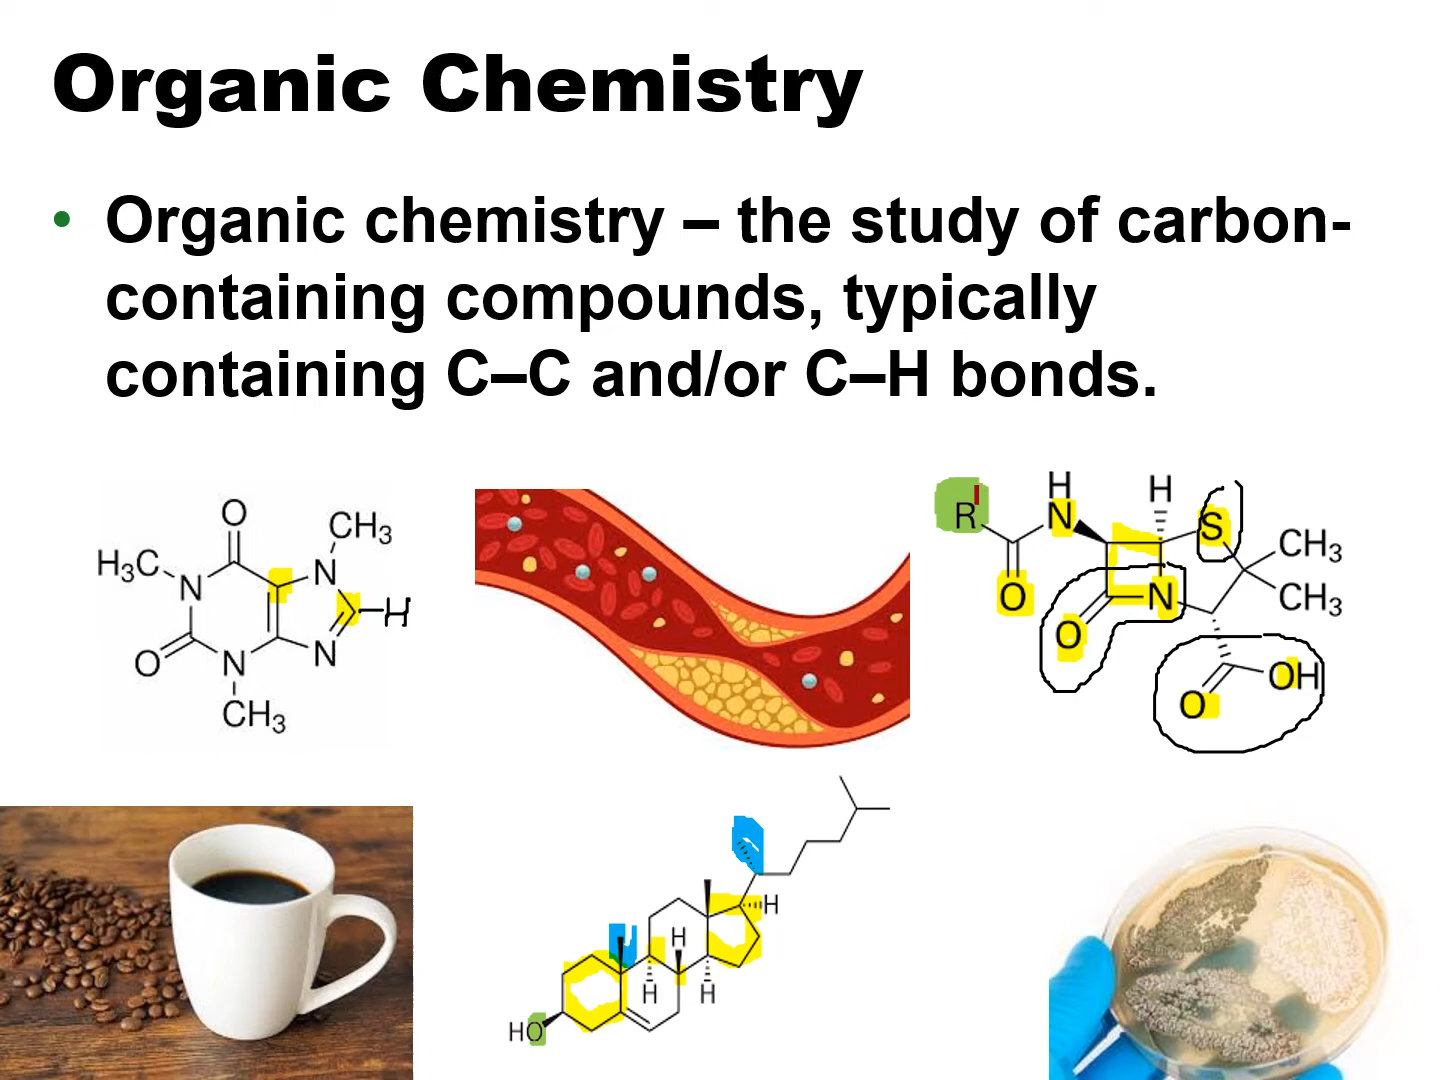 Organic Chemistry
• Organic chemistry – the study of carbon-
containing compounds, typically
containing C–C and/or C–H bonds.
O
CH3
H3C
N
N
H
O
N
N
CH3
H
H
R
N
S
CH3
O
N
CH3
O
OH
O
H
H
H
H
HO